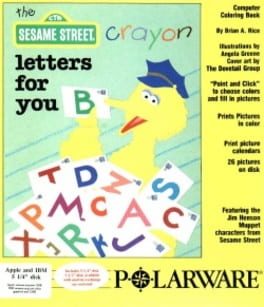 the
CTW
SESAME STREET
crayon
letters
for
you
B
T
D
Z
N
S
P
M
C
A
S
I
R
K
J
Computer
Coloring Book
By Brian A. Rice
Illustrations by
Angela Greene
Cover art by
The Dovetail Group
"Point and Click"
to choose colors
and fill in pictures
Prints Pictures
in color
Print picture
calendars
26 pictures
on disk
Featuring the
Jim Henson
Muppet
characters from
Sesame Street
Apple and IBM
5 1/4" disk
POLARWARE